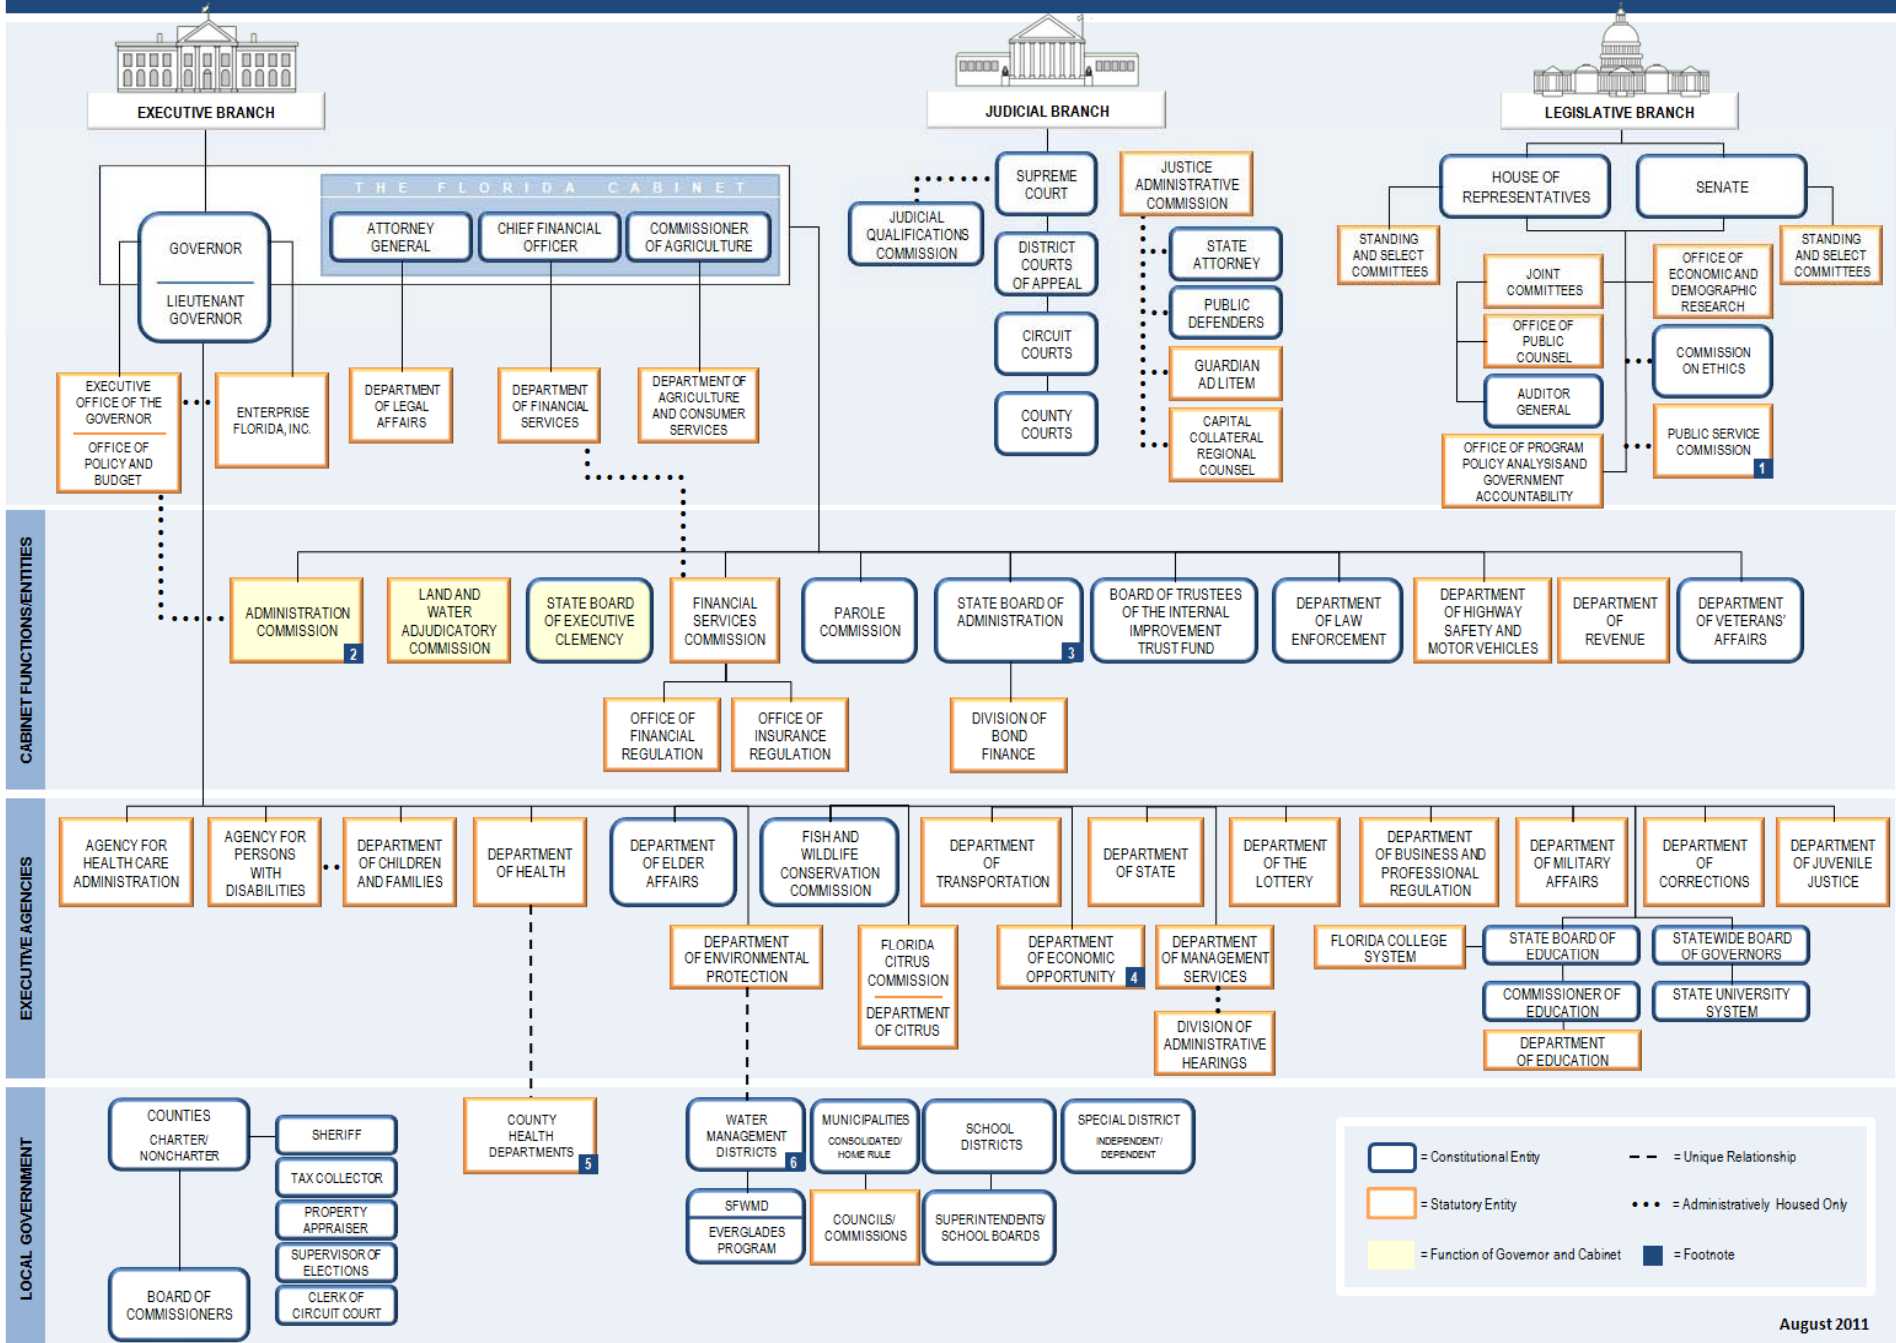 EXECUTIVE BRANCH
JUDICIAL BRANCH
LEGISLATIVE BRANCH
THE FLORIDA CABINET
GOVERNOR
LIEUTENANT
GOVERNOR
ATTORNEY
GENERAL
CHIEF FINANCIAL
OFFICER
COMMISSIONER
OF AGRICULTURE
EXECUTIVE
OFFICE OF THE
GOVERNOR
OFFICE OF
POLICY AND
BUDGET
ENTERPRISE
FLORIDA, INC.
DEPARTMENT
OF LEGAL
AFFAIRS
DEPARTMENT
OF FINANCIAL
SERVICES
DEPARTMENT OF
AGRICULTURE
AND CONSUMER
SERVICES
SUPREME
COURT
JUDICIAL
QUALIFICATIONS
COMMISSION
DISTRICT
COURTS
OF APPEAL
CIRCUIT
COURTS
COUNTY
COURTS
JUSTICE
ADMINISTRATIVE
COMMISSION
STATE
ATTORNEY
PUBLIC
DEFENDERS
GUARDIAN
AD LITEM
CAPITAL
COLLATERAL
REGIONAL
COUNSEL
HOUSE OF
REPRESENTATIVES
SENATE
STANDING
AND SELECT
COMMITTEES
JOINT
COMMITTEES
OFFICE OF
ECONOMIC AND
DEMOGRAPHIC
RESEARCH
STANDING
AND SELECT
COMMITTEES
OFFICE OF
PUBLIC
COUNSEL
COMMISSION
ON ETHICS
AUDITOR
GENERAL
PUBLIC SERVICE
COMMISSION
1
OFFICE OF PROGRAM
POLICY ANALYSIS AND
GOVERNMENT
ACCOUNTABILITY
CABINET FUNCTIONS/ENTITIES
ADMINISTRATION
COMMISSION
2
LAND AND
WATER
ADJUDICATORY
COMMISSION
STATE BOARD
OF EXECUTIVE
CLEMENCY
FINANCIAL
SERVICES
COMMISSION
PAROLE
COMMISSION
STATE BOARD OF
ADMINISTRATION
3
BOARD OF TRUSTEES
OF THE INTERNAL
IMPROVEMENT
TRUST FUND
DEPARTMENT
OF LAW
ENFORCEMENT
DEPARTMENT
OF HIGHWAY
SAFETY AND
MOTOR VEHICLES
DEPARTMENT
OF
REVENUE
DEPARTMENT
OF VETERANS'
AFFAIRS
OFFICE OF
FINANCIAL
REGULATION
OFFICE OF
INSURANCE
REGULATION
DIVISION OF
BOND
FINANCE
EXECUTIVE AGENCIES
AGENCY FOR
HEALTH CARE
ADMINISTRATION
AGENCY FOR
PERSONS
WITH
DISABILITIES
DEPARTMENT
OF CHILDREN
AND FAMILIES
DEPARTMENT
OF HEALTH
DEPARTMENT
OF ELDER
AFFAIRS
FISH AND
WILDLIFE
CONSERVATION
COMMISSION
DEPARTMENT
OF
TRANSPORTATION
DEPARTMENT
OF STATE
DEPARTMENT
OF THE
LOTTERY
DEPARTMENT
OF BUSINESS AND
PROFESSIONAL
REGULATION
DEPARTMENT
OF MILITARY
AFFAIRS
DEPARTMENT
OF
CORRECTIONS
DEPARTMENT
OF JUVENILE
JUSTICE
DEPARTMENT
OF ENVIRONMENTAL
PROTECTION
FLORIDA
CITRUS
COMMISSION
DEPARTMENT
OF CITRUS
DEPARTMENT
OF ECONOMIC
OPPORTUNITY
4
DEPARTMENT
OF MANAGEMENT
SERVICES
DIVISION OF
ADMINISTRATIVE
HEARINGS
FLORIDA COLLEGE
SYSTEM
STATE BOARD OF
EDUCATION
STATEWIDE BOARD
OF GOVERNORS
COMMISSIONER OF
EDUCATION
STATE UNIVERSITY
SYSTEM
DEPARTMENT
OF EDUCATION
LOCAL GOVERNMENT
COUNTIES
CHARTER/
NONCHARTER
BOARD OF
COMMISSIONERS
SHERIFF
TAX COLLECTOR
PROPERTY
APPRAISER
SUPERVISOR OF
ELECTIONS
CLERK OF
CIRCUIT COURT
COUNTY
HEALTH
DEPARTMENTS
5
WATER
MANAGEMENT
DISTRICTS
6
SFWMD
EVERGLADES
PROGRAM
MUNICIPALITIES
CONSOLIDATED/
HOME RULE
COUNCILS/
COMMISSIONS
SCHOOL
DISTRICTS
SUPERINTENDENTS/
SCHOOL BOARDS
SPECIAL DISTRICT
INDEPENDENT/
DEPENDENT
= Constitutional Entity
= Unique Relationship
= Statutory Entity
= Administratively Housed Only
= Function of Governor and Cabinet
= Footnote
August 2011